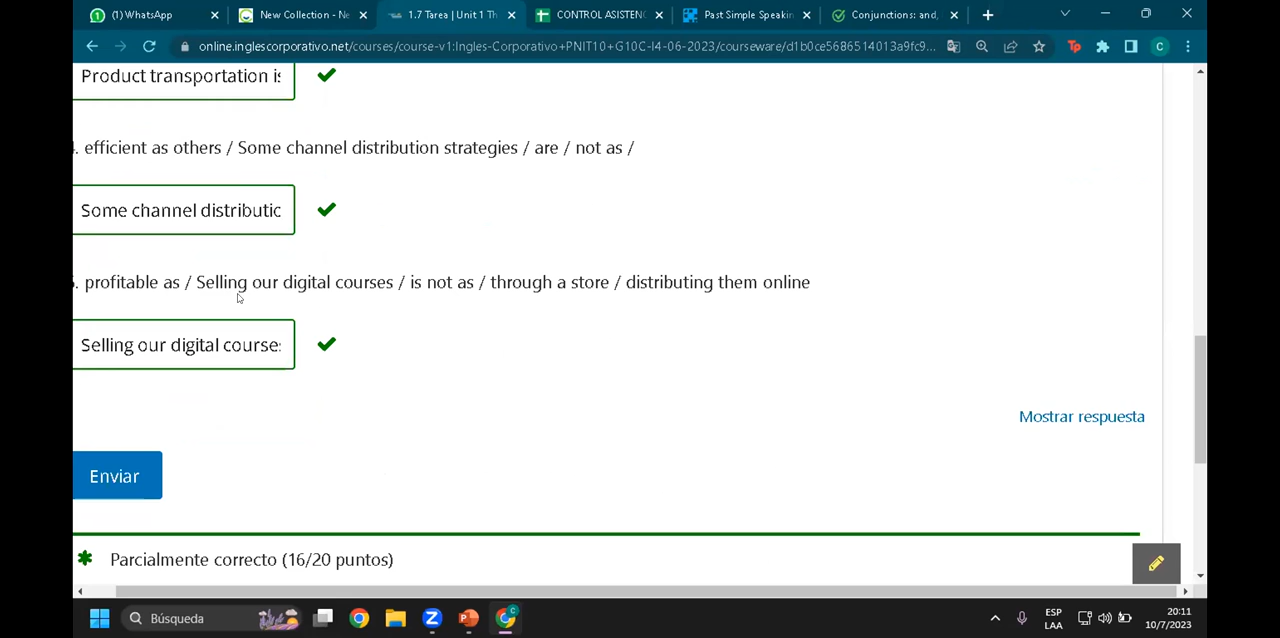 (1) WhatsApp
New Collection - Ne
1.7 Tarea | Unit 1 Th
CONTROL ASISTENC
Past Simple Speakin
Conjunctions: and,
online.inglescorporativo.net/courses/course-v1:Ingles-Corporativo+PNIT10+G10C-I4-06-2023/courseware/d1b0ce5686514013a9fc9...
Product transportation is
. efficient as others / Some channel distribution strategies / are / not as /
Some channel distributic
. profitable as / Selling our digital courses / is not as / through a store / distributing them online
Selling our digital course:
Mostrar respuesta
Enviar
Parcialmente correcto (16/20 puntos)
Búsqueda
ESP
LAA
20:11
10/7/2023